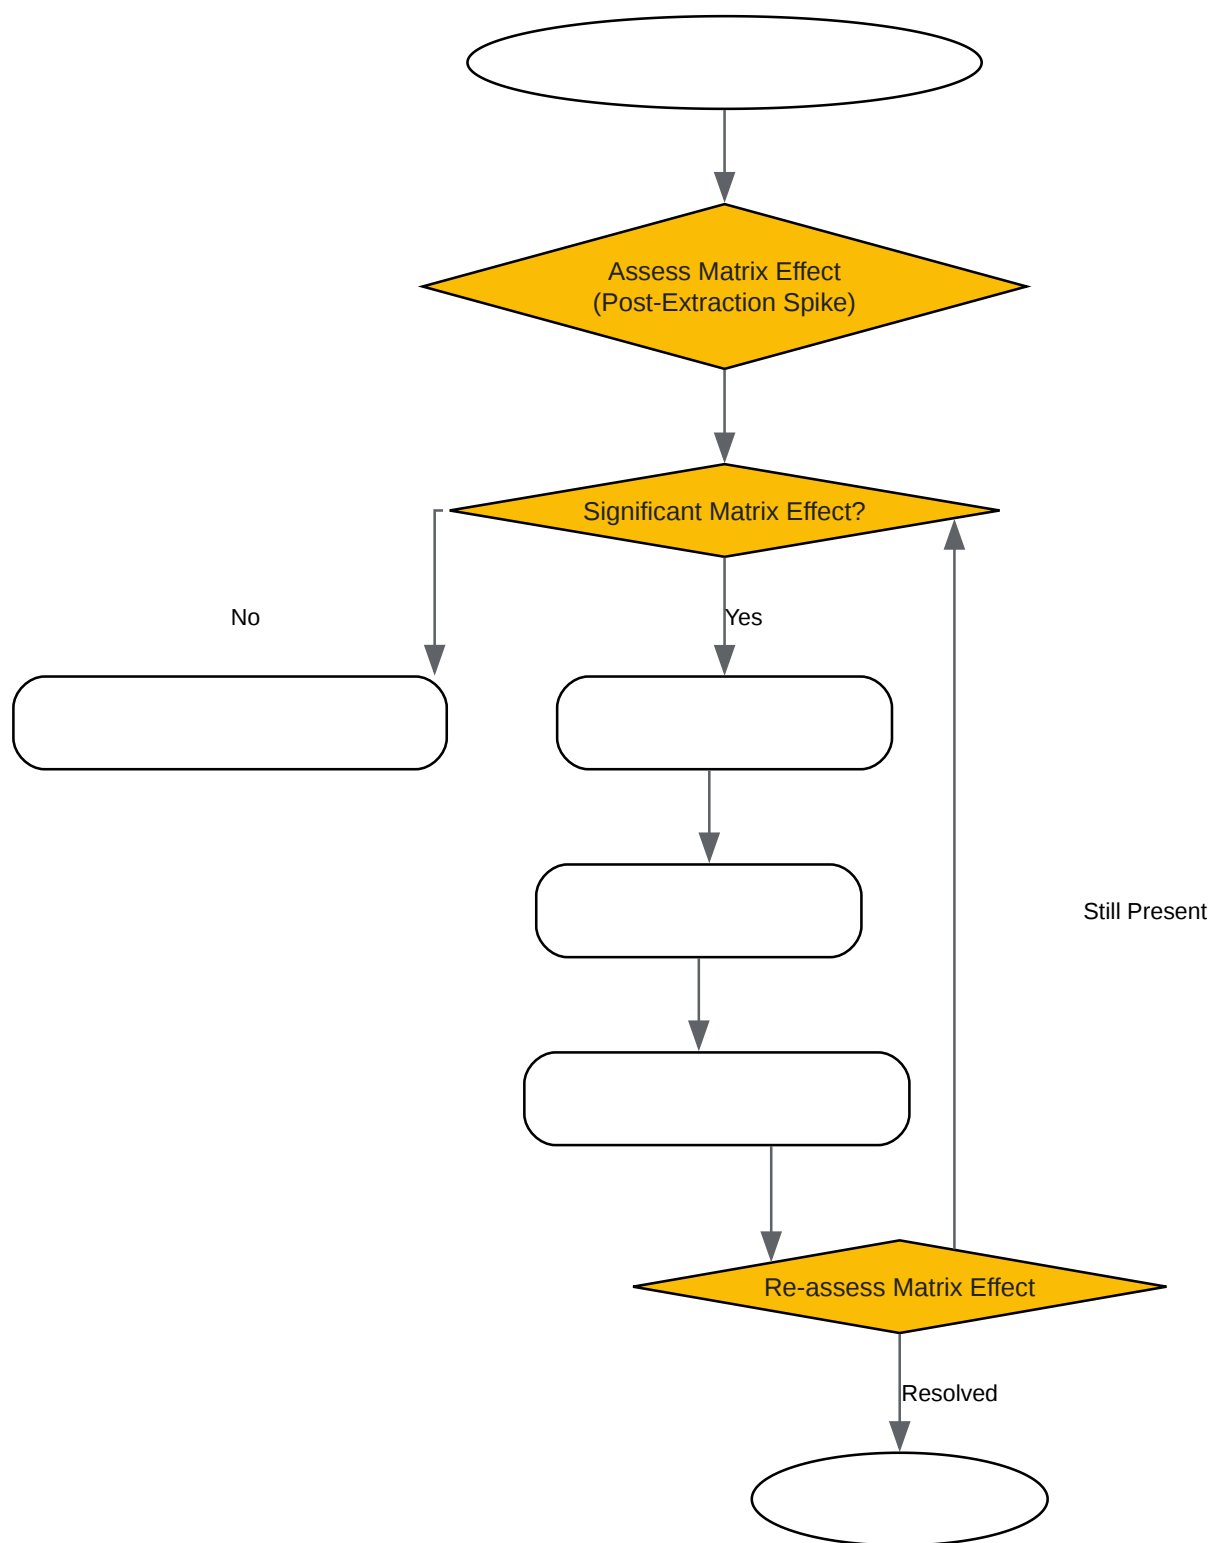 Assess Matrix Effect
(Post-Extraction Spike)
Significant Matrix Effect?
No
Yes
Still Present
Re-assess Matrix Effect
Resolved